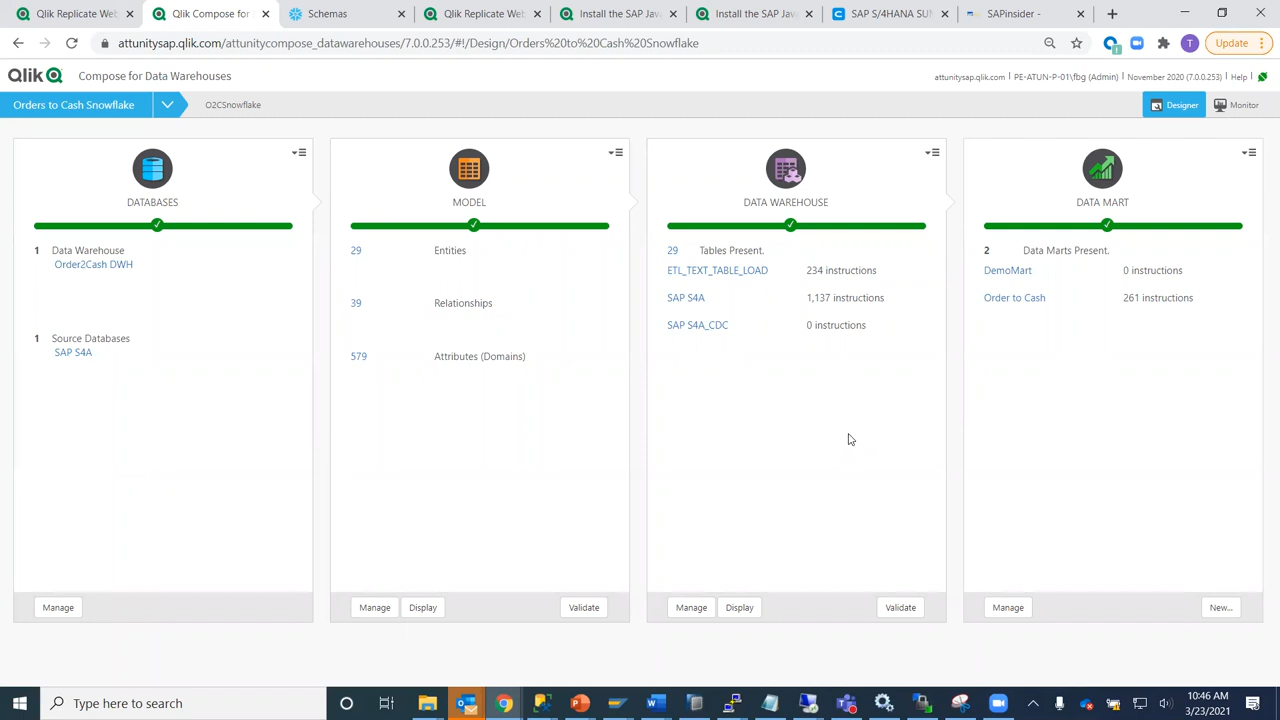 Qlik Replicate Web
Qlik Compose for
Schemas
Qlik Replicate Web
Install the SAP Jav
Install the SAP Jav
SAP S/4HANA SUM
SAPinsider -
attunitysap.qlik.com/attunitycompose_datawarehouses/7.0.0.253/#!/Design/Orders%20to%20Cash%20Snowflake
T
Update
Qlik Compose for Data Warehouses
attunitysap.qlik.com | PE-ATUN-P-01\fbg (Admin) | November 2020 (7.0.0.253) | Help |
Orders to Cash Snowflake
O2CSnowflake
Designer
Monitor
DATABASES
1 Data Warehouse
Order2Cash DWH
1 Source Databases
SAP S4A
Manage
MODEL
29 Entities
39 Relationships
579 Attributes (Domains)
Manage Display Validate
DATA WAREHOUSE
29 Tables Present.
ETL_TEXT_TABLE_LOAD 234 instructions
SAP S4A 1,137 instructions
SAP S4A_CDC 0 instructions
Manage Display Validate
DATA MART
2 Data Marts Present.
DemoMart 0 instructions
Order to Cash 261 instructions
Manage New...
Type here to search
10:46 AM
3/23/2021